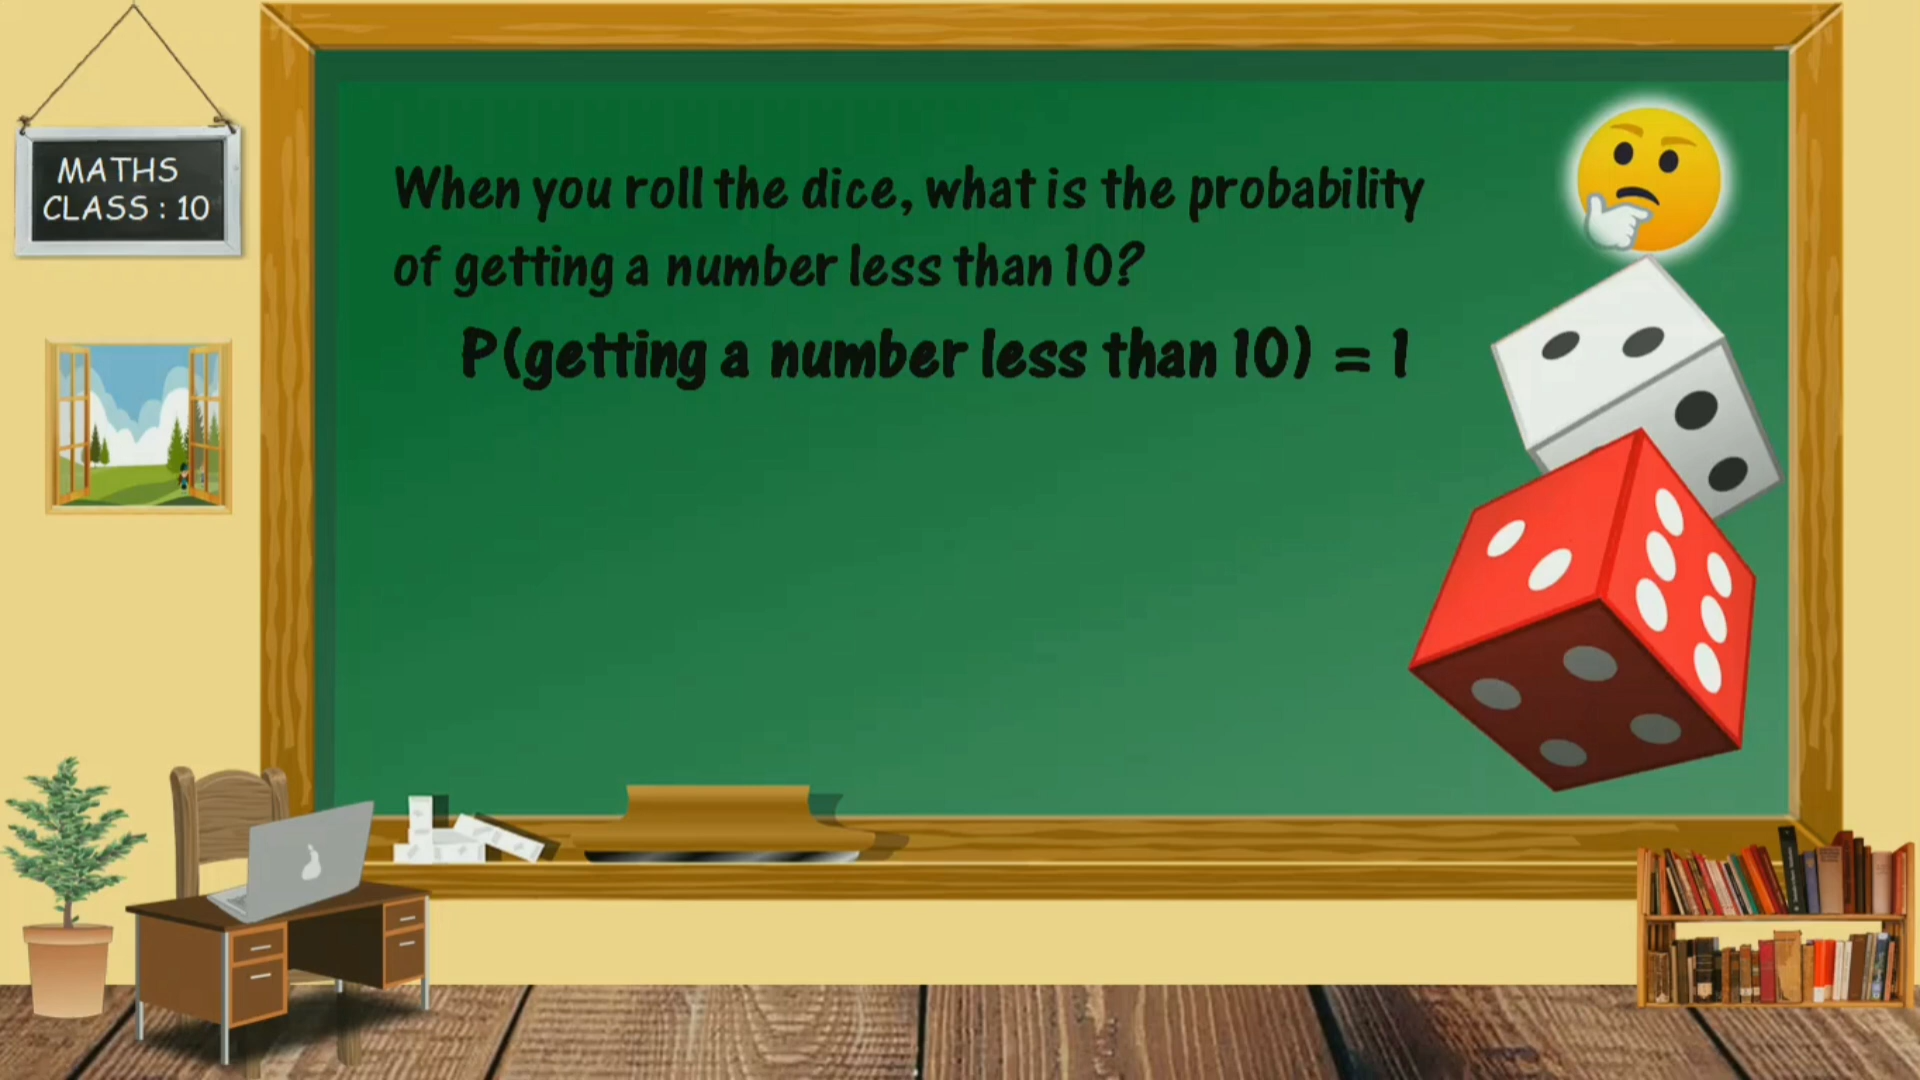 MATHS
CLASS : 10
When you roll the dice, what is the probability
of getting a number less than 10?
P(getting a number less than 10) = 1